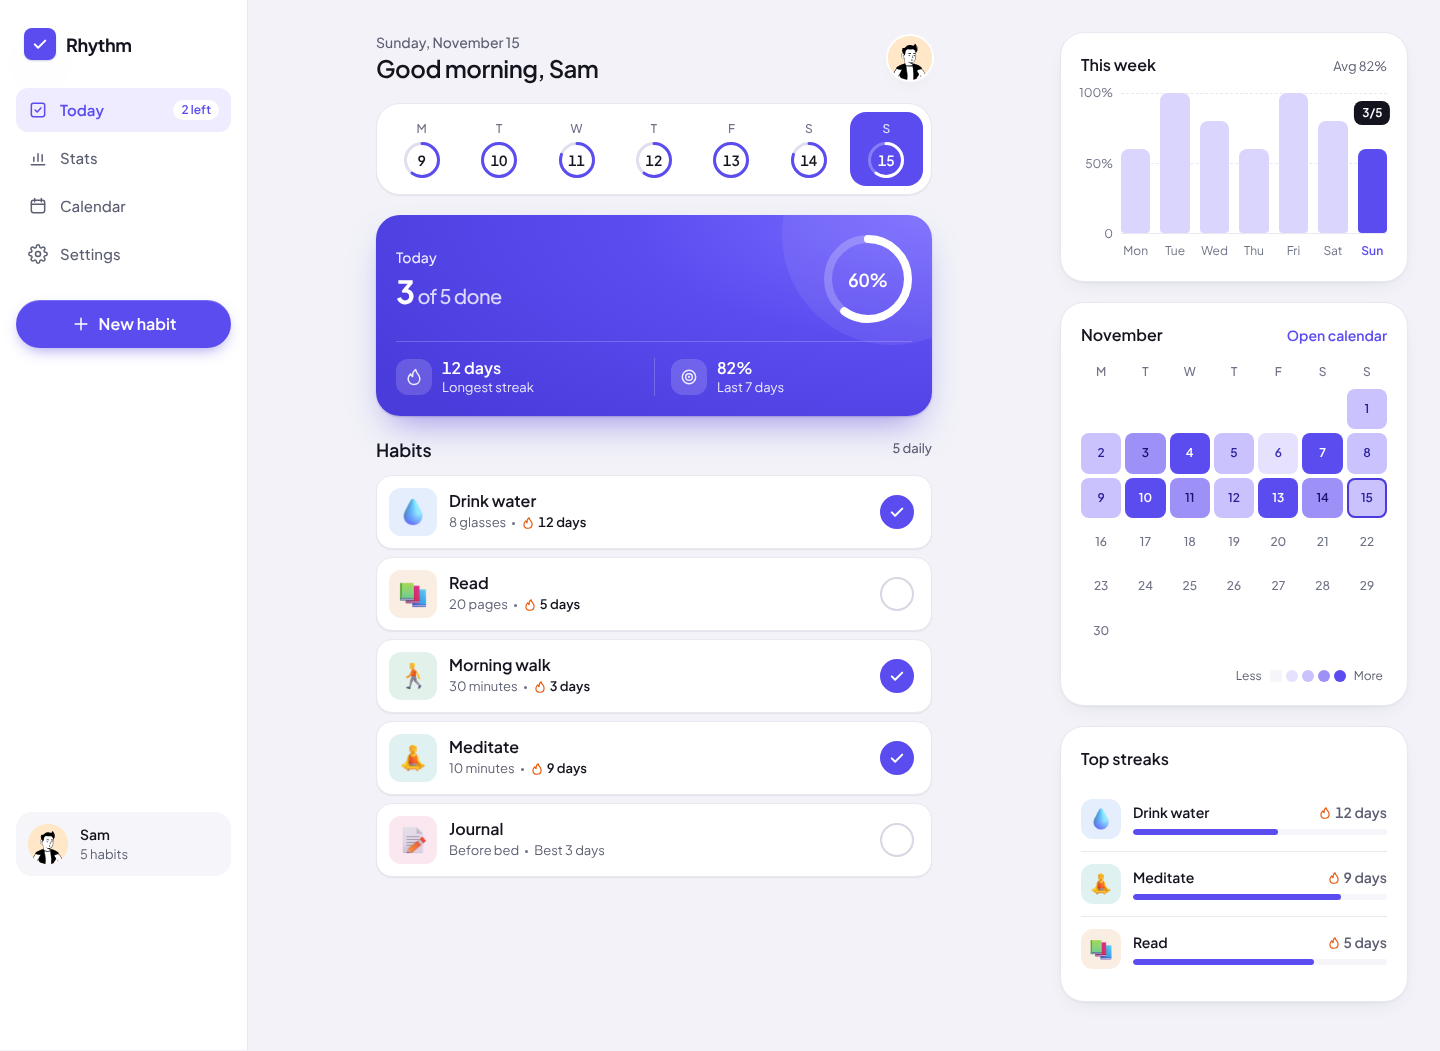 Rhythm
Today
2 left
Stats
Calendar
Settings
New habit
Sam
5 habits
Sunday, November 15
Good morning, Sam
M T W T F S S
9 10 11 12 13 14 15
Today
3 of 5 done
60%
12 days
Longest streak
82%
Last 7 days
Habits
5 daily
Drink water
8 glasses • 12 days
Read
20 pages • 5 days
Morning walk
30 minutes • 3 days
Meditate
10 minutes • 9 days
Journal
Before bed • Best 3 days
This week
Avg 82%
100%
3/5
50%
0
Mon Tue Wed Thu Fri Sat Sun
November
Open calendar
M T W T F S S
1
2 3 4 5 6 7 8
9 10 11 12 13 14 15
16 17 18 19 20 21 22
23 24 25 26 27 28 29
30
Less More
Top streaks
Drink water 12 days
Meditate 9 days
Read 5 days